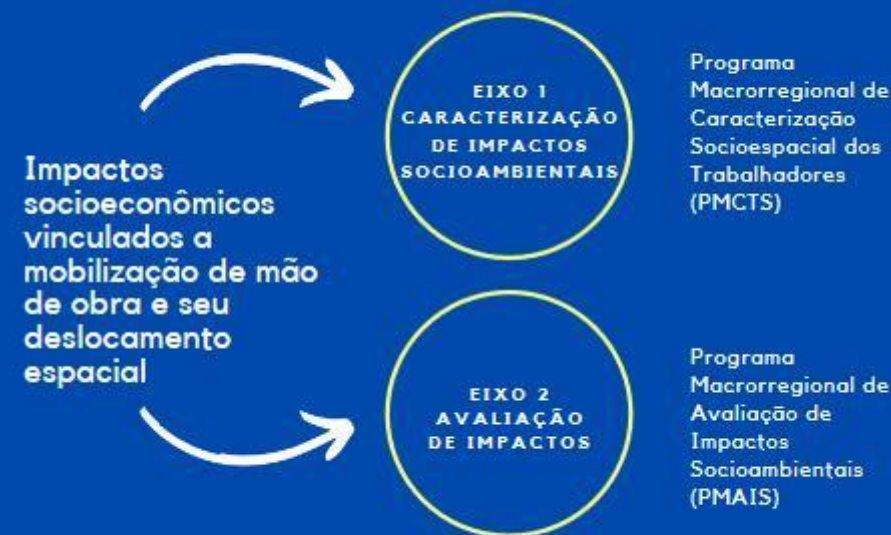 Impactos
socioeconômicos
vinculados a
mobilização de mão
de obra e seu
deslocamento
espacial
EIXO 1
CARACTERIZAÇÃO
DE IMPACTOS
SOCIOAMBIENTAIS
Programa
Macrorregional de
Caracterização
Socioespacial dos
Trabalhadores
(PMCTS)
EIXO 2
AVALIAÇÃO
DE IMPACTOS
Programa
Macrorregional de
Avaliação de
Impactos
Socioambientais
(PMAIS)